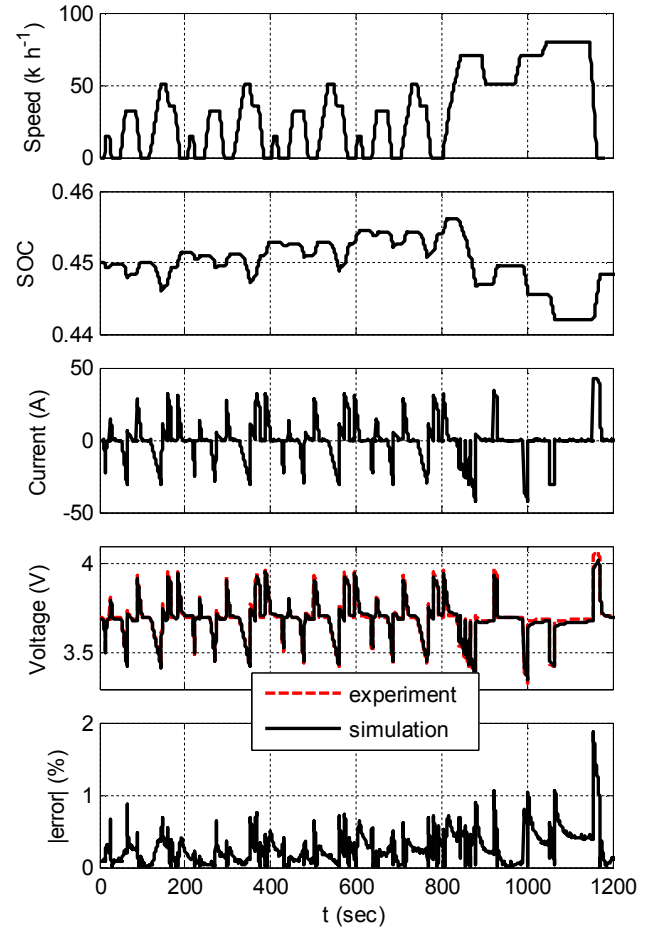 100
50
0
Speed (k h⁻¹)
0.46
0.45
0.44
SOC
50
0
-50
Current (A)
4
3.5
Voltage (V)
experiment
simulation
2
1
0
|error| (%)
0 200 400 600 800 1000 1200
t (sec)